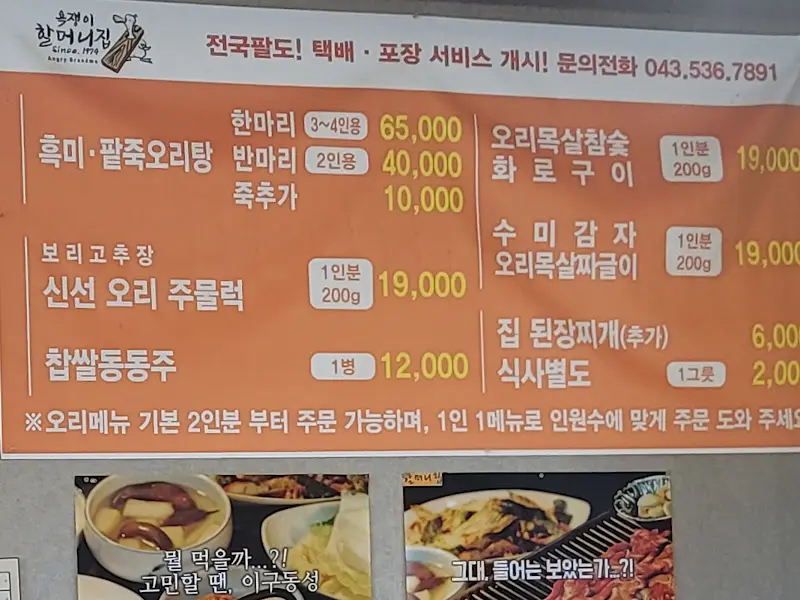 욕쟁이
할머니집
Since. 1974
Angry Grandma
전국팔도! 택배 · 포장 서비스 개시! 문의전화 043.536.7891
흑미·팥죽오리탕
한마리 3~4인용 65,000
반마리 2인용 40,000
죽추가 10,000
보리고추장
신선 오리 주물럭 1인분 200g 19,000
찹쌀동동주 1병 12,000
오리목살참숯
화로구이 1인분 200g 19,000
수미감자
오리목살짜글이 1인분 200g 19,000
집 된장찌개(추가) 6,00
식사별도 1그릇 2,00
※오리메뉴 기본 2인분 부터 주문 가능하며, 1인 1메뉴로 인원수에 맞게 주문 도와 주세요
뭘 먹을까...?!
고민할 땐, 이구동성
할머니집
그대, 들어는 보았는가...?!